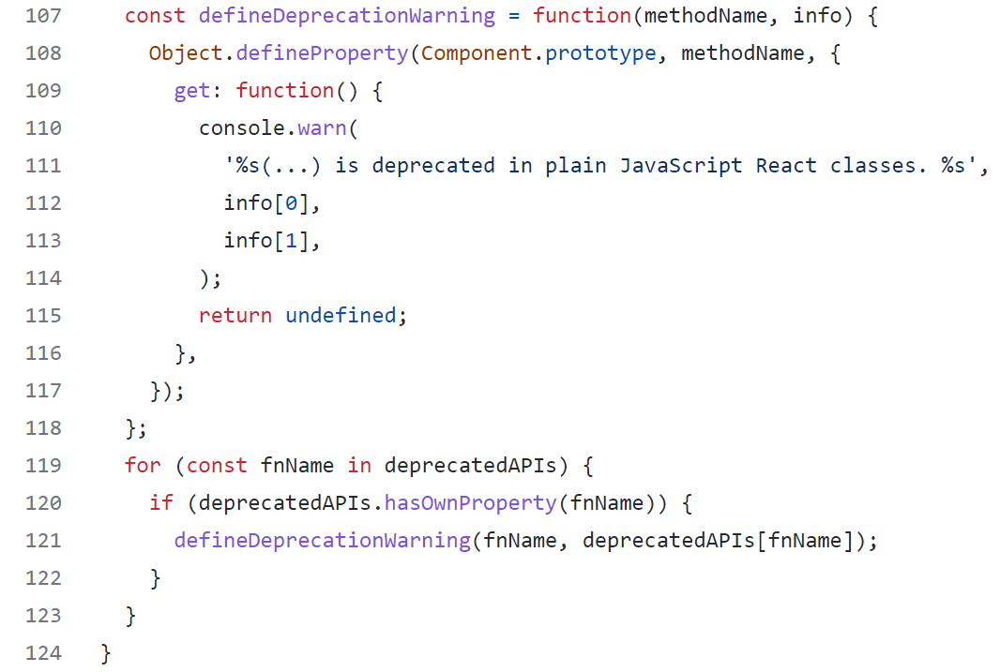 107 const defineDeprecationWarning = function(methodName, info) {
108 Object.defineProperty(Component.prototype, methodName, {
109 get: function() {
110 console.warn(
111 '%s(...) is deprecated in plain JavaScript React classes. %s',
112 info[0],
113 info[1],
114 );
115 return undefined;
116 },
117 });
118 };
119 for (const fnName in deprecatedAPIs) {
120 if (deprecatedAPIs.hasOwnProperty(fnName)) {
121 defineDeprecationWarning(fnName, deprecatedAPIs[fnName]);
122 }
123 }
124 }